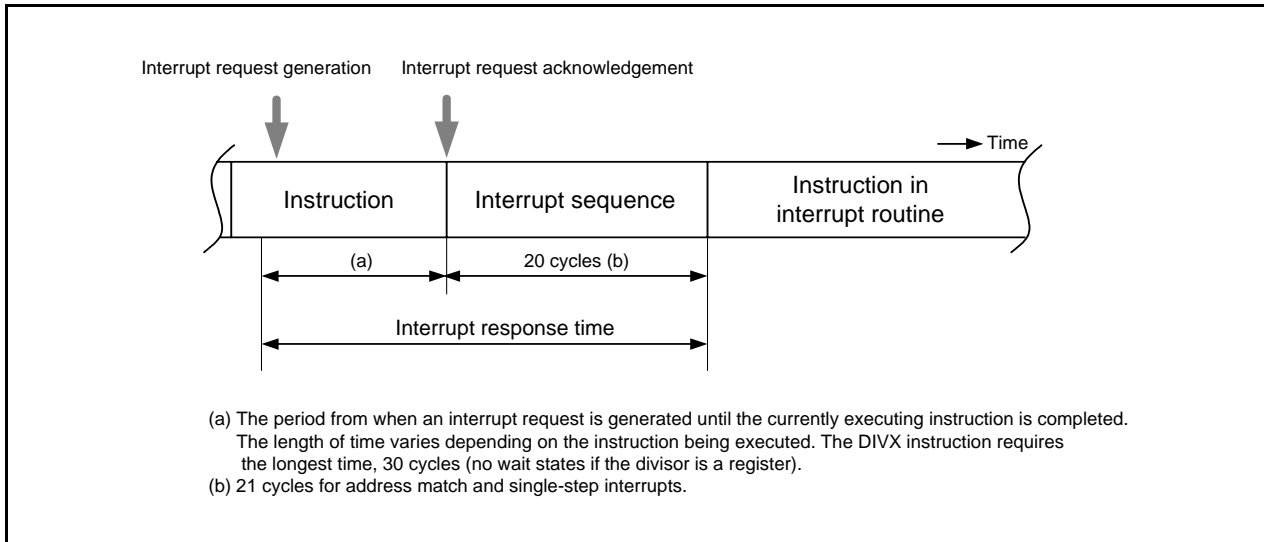 Interrupt request generation
Interrupt request acknowledgement
Time
Instruction
Interrupt sequence
Instruction in
interrupt routine
(a)
20 cycles (b)
Interrupt response time
(a) The period from when an interrupt request is generated until the currently executing instruction is completed.
The length of time varies depending on the instruction being executed. The DIVX instruction requires
the longest time, 30 cycles (no wait states if the divisor is a register).
(b) 21 cycles for address match and single-step interrupts.